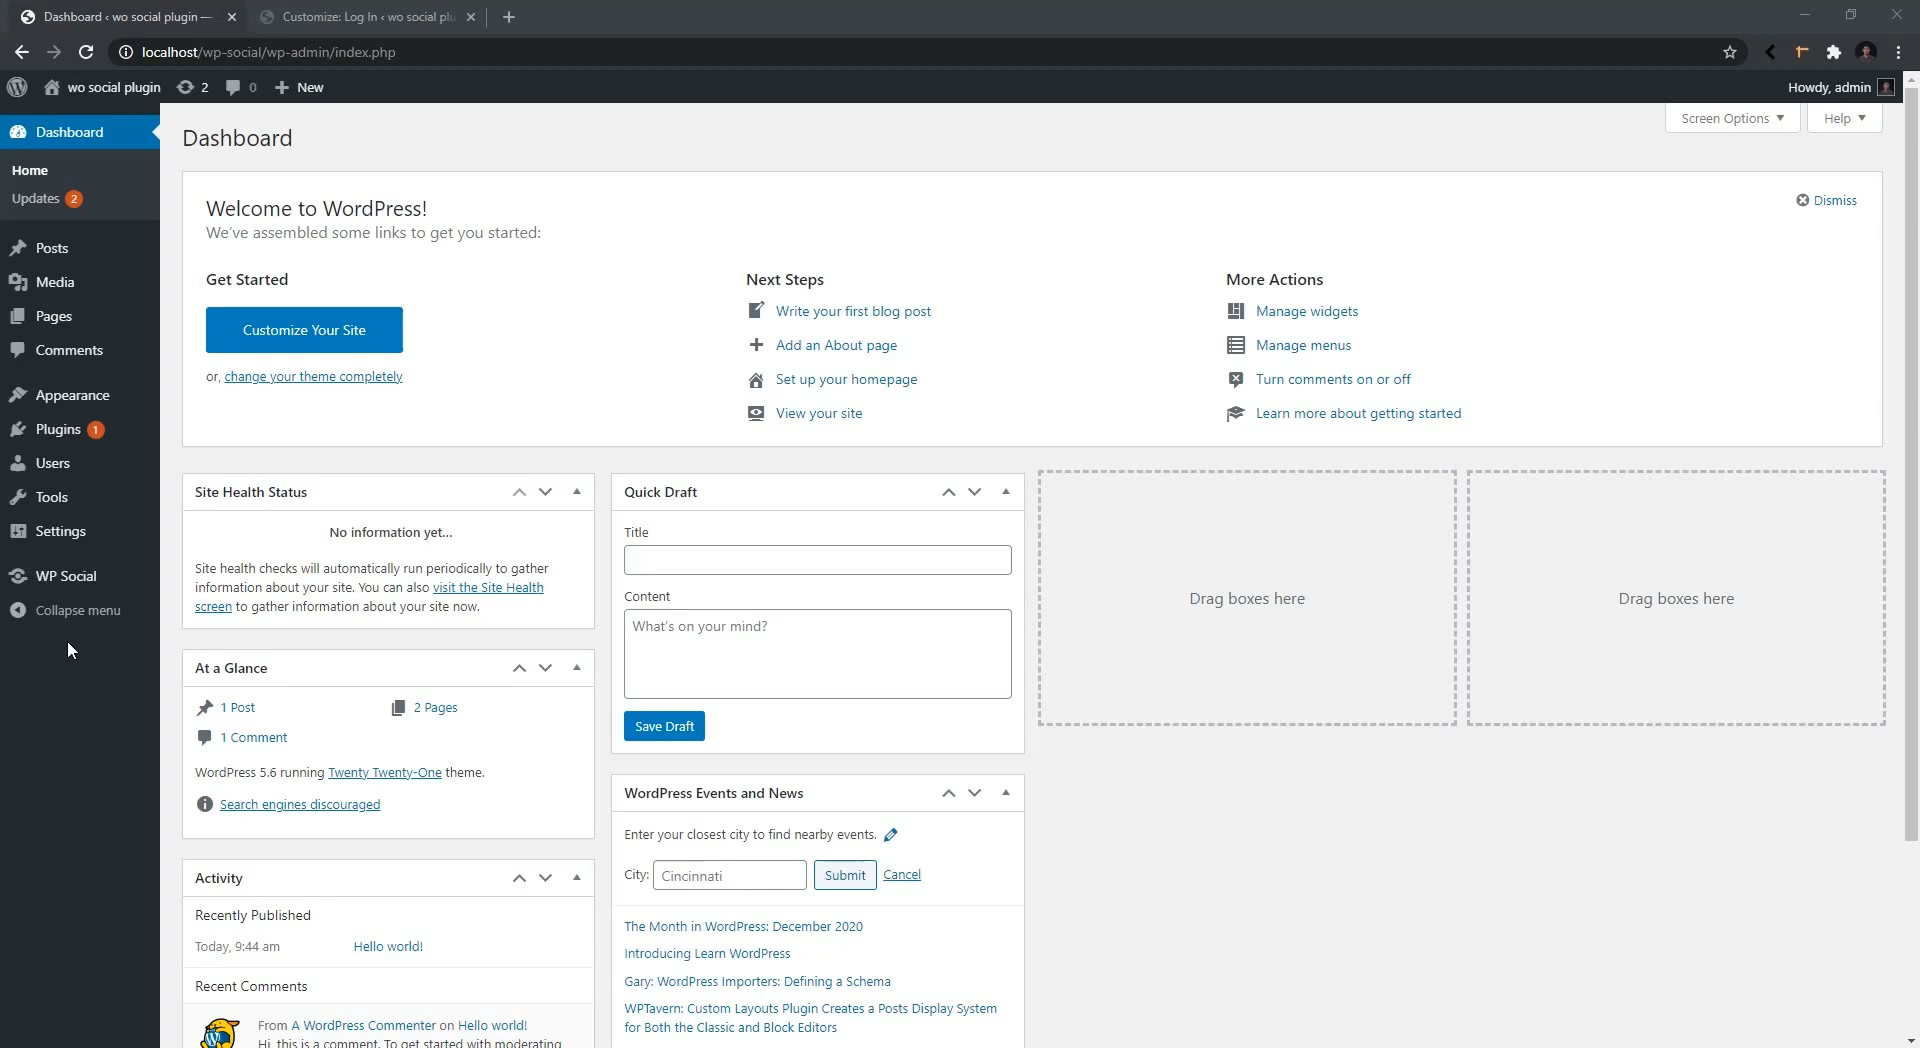 Dashboard ‹ wo social plugin —
Customize: Log In ‹ wo social plu
localhost/wp-social/wp-admin/index.php
wo social plugin 2 0 New
Howdy, admin
Dashboard
Home
Updates 2
Posts
Media
Pages
Comments
Appearance
Plugins 1
Users
Tools
Settings
WP Social
Collapse menu
Dashboard
Screen Options
Help
Welcome to WordPress!
We've assembled some links to get you started:
Dismiss
Get Started
Customize Your Site
or, change your theme completely
Next Steps
Write your first blog post
Add an About page
Set up your homepage
View your site
More Actions
Manage widgets
Manage menus
Turn comments on or off
Learn more about getting started
Site Health Status
No information yet...
Site health checks will automatically run periodically to gather
information about your site. You can also visit the Site Health
screen to gather information about your site now.
At a Glance
1 Post
2 Pages
1 Comment
WordPress 5.6 running Twenty Twenty-One theme.
Search engines discouraged
Activity
Recently Published
Today, 9:44 am Hello world!
Recent Comments
From A WordPress Commenter on Hello world!
Hi, this is a comment. To get started with moderating
Quick Draft
Title
Content
What's on your mind?
Save Draft
WordPress Events and News
Enter your closest city to find nearby events.
City: Cincinnati Submit Cancel
The Month in WordPress: December 2020
Introducing Learn WordPress
Gary: WordPress Importers: Defining a Schema
WPTavern: Custom Layouts Plugin Creates a Posts Display System
for Both the Classic and Block Editors
Drag boxes here
Drag boxes here